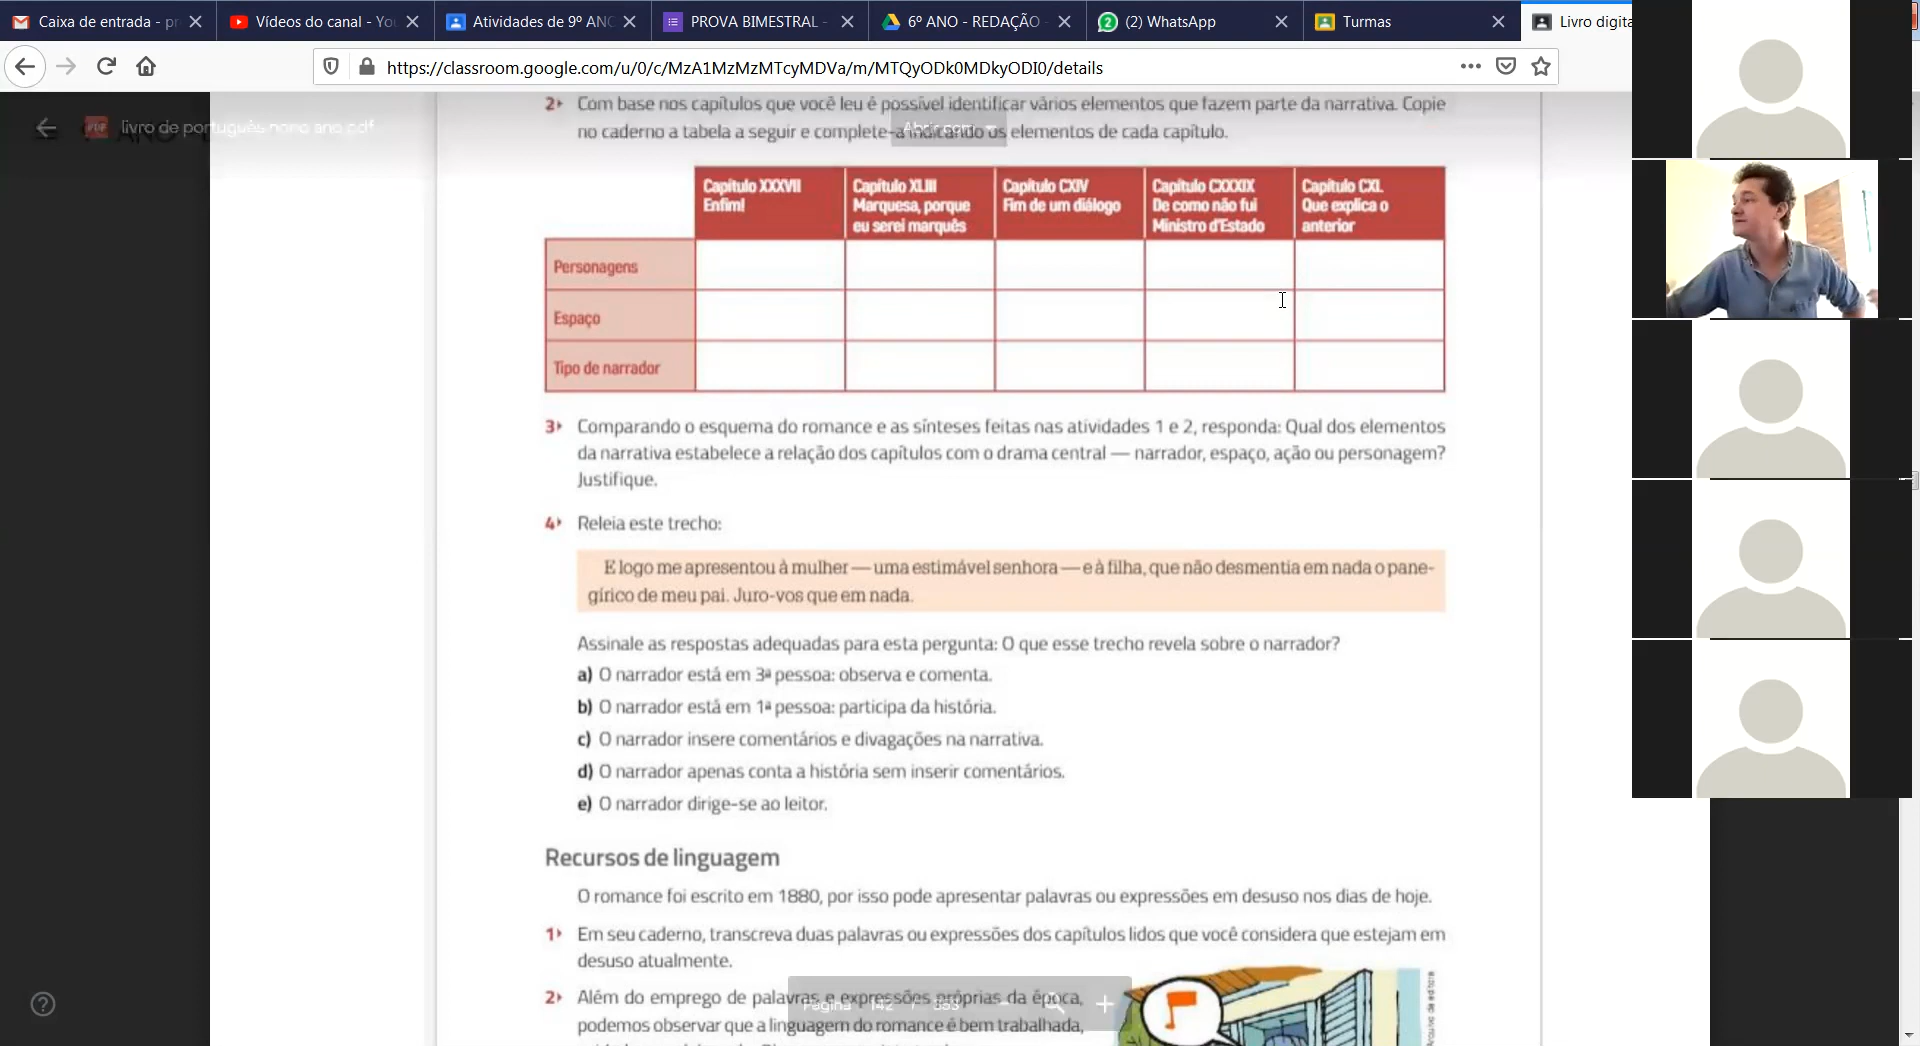 Caixa de entrada - pr
Vídeos do canal - You
Atividades de 9º ANO
PROVA BIMESTRAL -
6º ANO - REDAÇÃO
2 (2) WhatsApp
Turmas
Livro digita
https://classroom.google.com/u/0/c/MzA1MzMzMTcyMDVa/m/MTQyODk0MDkyODI0/details
PDF livro de português nono ano.pdf
Abrir com
2 Com base nos capítulos que você leu é possível identificar vários elementos que fazem parte da narrativa. Copie
no caderno a tabela a seguir e complete-a indicando os elementos de cada capítulo.
Capítulo XXXVII
Enfim!
Capítulo XLIII
Marquesa, porque
eu serei marquês
Capítulo CXIV
Fim de um diálogo
Capítulo CXXXIX
De como não fui
Ministro d'Estado
Capítulo CXL
Que explica o
anterior
Personagens
Espaço
Tipo de narrador
3 Comparando o esquema do romance e as sínteses feitas nas atividades 1 e 2, responda: Qual dos elementos
da narrativa estabelece a relação dos capítulos com o drama central — narrador, espaço, ação ou personagem?
Justifique.
4 Releia este trecho:
E logo me apresentou à mulher — uma estimável senhora — e à filha, que não desmentia em nada o pane-
gírico de meu pai. Juro-vos que em nada.
Assinale as respostas adequadas para esta pergunta: O que esse trecho revela sobre o narrador?
a) O narrador está em 3ª pessoa: observa e comenta.
b) O narrador está em 1ª pessoa: participa da história.
c) O narrador insere comentários e divagações na narrativa.
d) O narrador apenas conta a história sem inserir comentários.
e) O narrador dirige-se ao leitor.
Recursos de linguagem
O romance foi escrito em 1880, por isso pode apresentar palavras ou expressões em desuso nos dias de hoje.
1 Em seu caderno, transcreva duas palavras ou expressões dos capítulos lidos que você considera que estejam em
desuso atualmente.
2 Além do emprego de palavras e expressões próprias da época,
podemos observar que a linguagem do romance é bem trabalhada,
Página 142 /